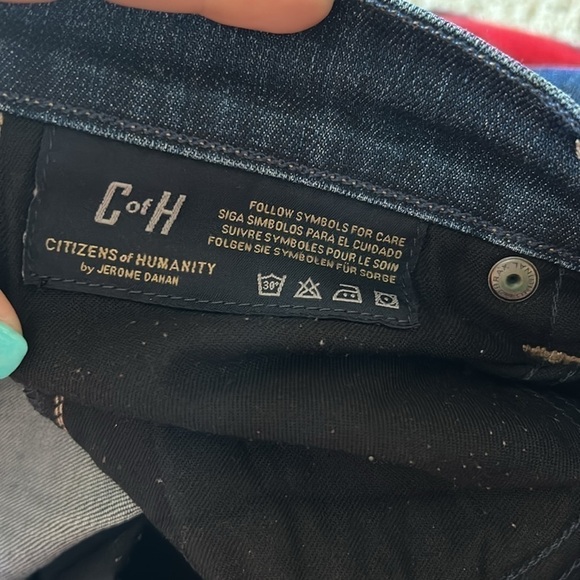 CofH
CITIZENS of HUMANITY
by JEROME DAHAN
FOLLOW SYMBOLS FOR CARE
SIGA SIMBOLOS PARA EL CUIDADO
SUIVRE SYMBOLES POUR LE SOIN
FOLGEN SIE SYMBOLEN FÜR SORGE
30°